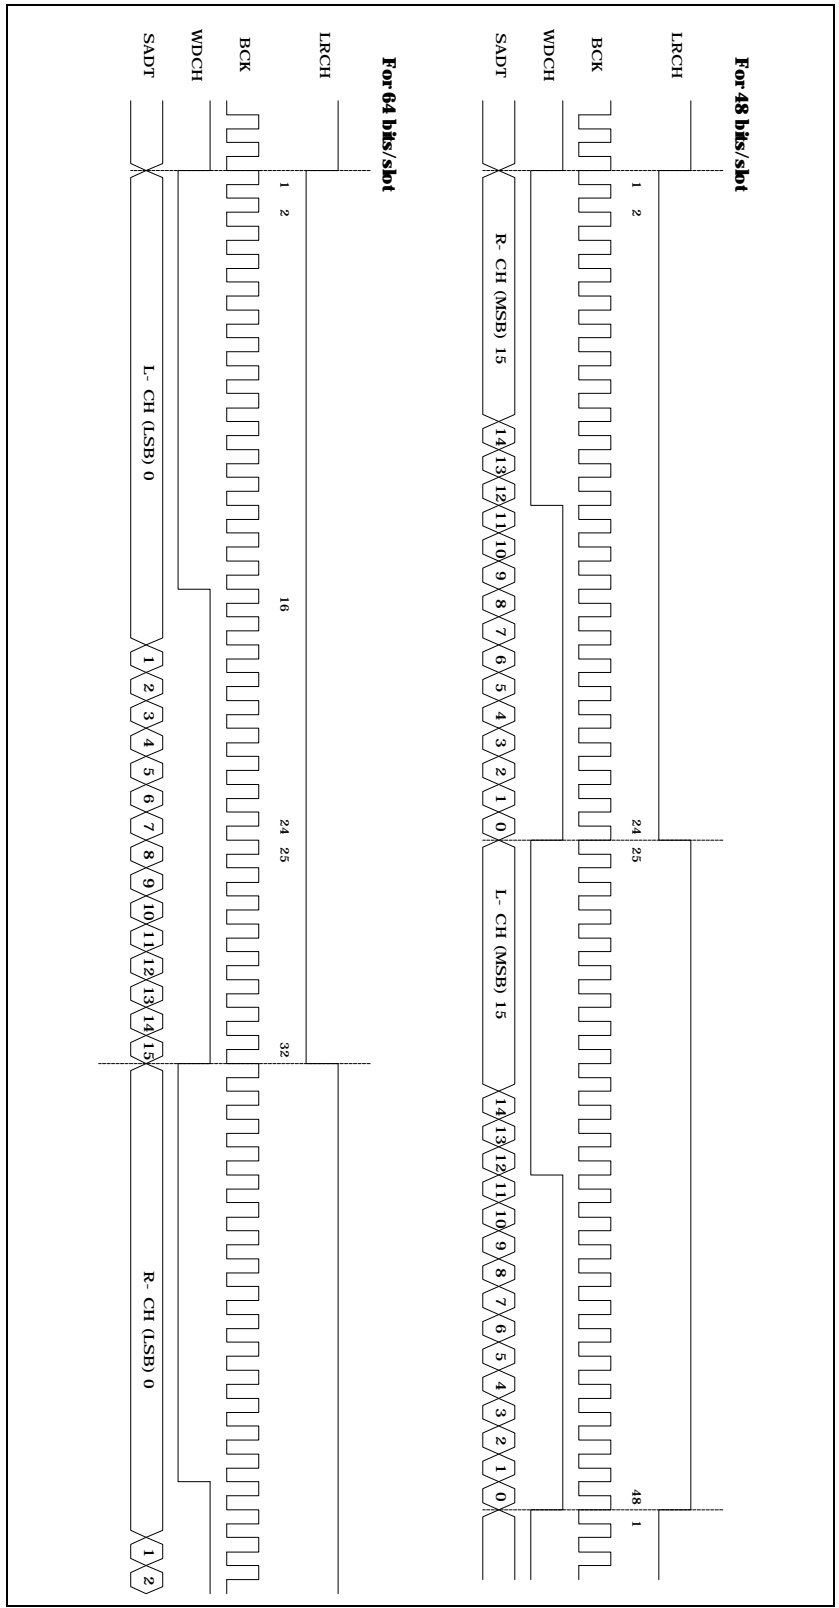 For 48 bits/slot
LRCH
1 2 24 25 48 1
BCK
WDCH
SADT
R- CH (MSB) 15 14 13 12 11 10 9 8 7 6 5 4 3 2 1 0 L- CH (MSB) 15 14 13 12 11 10 9 8 7 6 5 4 3 2 1 0
For 64 bits/slot
LRCH
1 2 16 24 25 32
BCK
WDCH
SADT
L- CH (LSB) 0 1 2 3 4 5 6 7 8 9 10 11 12 13 14 15 R- CH (LSB) 0 1 2